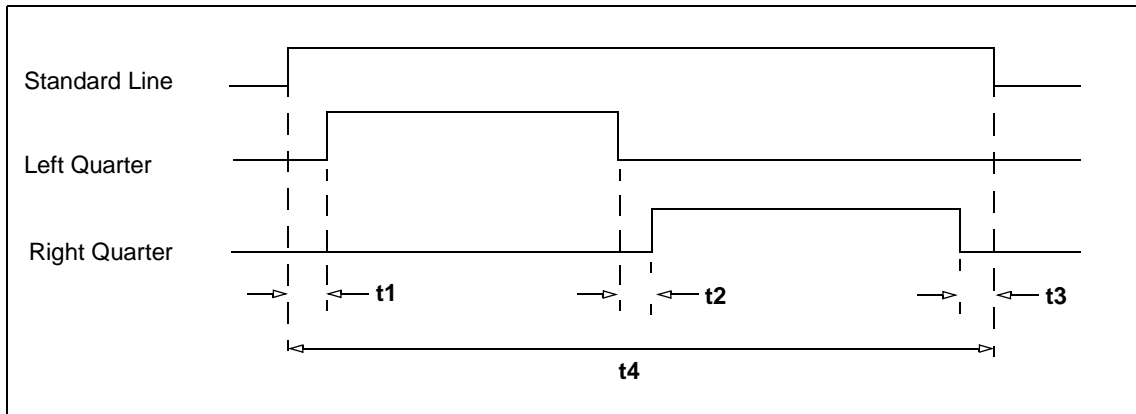 Standard Line
Left Quarter
Right Quarter
t1
t2
t3
t4